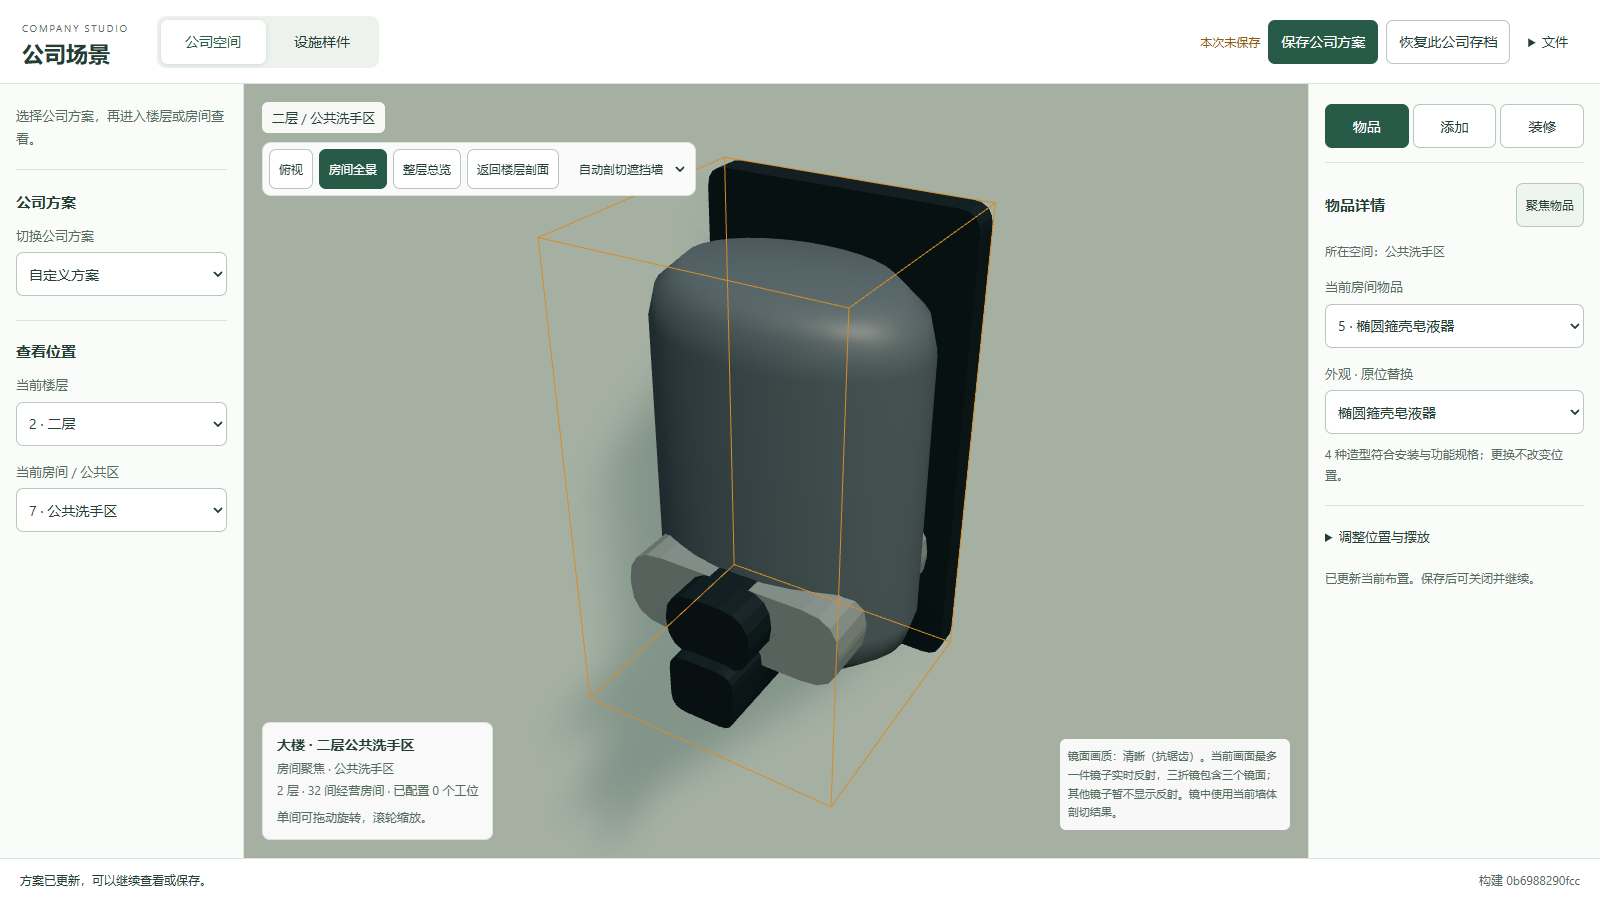 COMPANY STUDIO
公司场景
公司空间
设施样件
本次未保存
保存公司方案
恢复此公司存档
▶ 文件
选择公司方案，再进入楼层或房间查
看。
公司方案
切换公司方案
自定义方案
查看位置
当前楼层
2 · 二层
当前房间 / 公共区
7 · 公共洗手区
二层 / 公共洗手区
俯视
房间全景
整层总览
返回楼层剖面
自动剖切遮挡墙
大楼 · 二层公共洗手区
房间聚焦 · 公共洗手区
2 层 · 32 间经营房间 · 已配置 0 个工位
单间可拖动旋转，滚轮缩放。
镜面画质：清晰（抗锯齿）。当前画面最多
一件镜子实时反射，三折镜包含三个镜面；
其他镜子暂不显示反射。镜中使用当前墙体
剖切结果。
物品
添加
装修
物品详情
聚焦物品
所在空间：公共洗手区
当前房间物品
5 · 椭圆箍壳皂液器
外观 · 原位替换
椭圆箍壳皂液器
4 种造型符合安装与功能规格；更换不改变位
置。
▶ 调整位置与摆放
已更新当前布置。保存后可关闭并继续。
方案已更新，可以继续查看或保存。
构建 0b6988290fcc